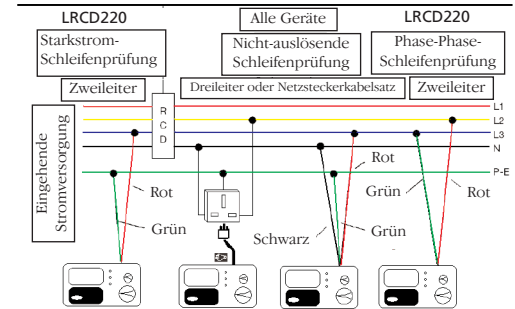 LRCD220
Alle Geräte
LRCD220
Starkstrom-
Schleifenprüfung
Nicht-auslösende
Schleifenprüfung
Phase-Phase-
Schleifenprüfung
Zweileiter
Dreileiter oder Netzsteckerkabelsatz
Zweileiter
Eingehende
Stromversorgung
R
C
D
L1
L2
L3
N
P-E
Rot
Grün
Schwarz
Rot
Grün
Grün
Rot